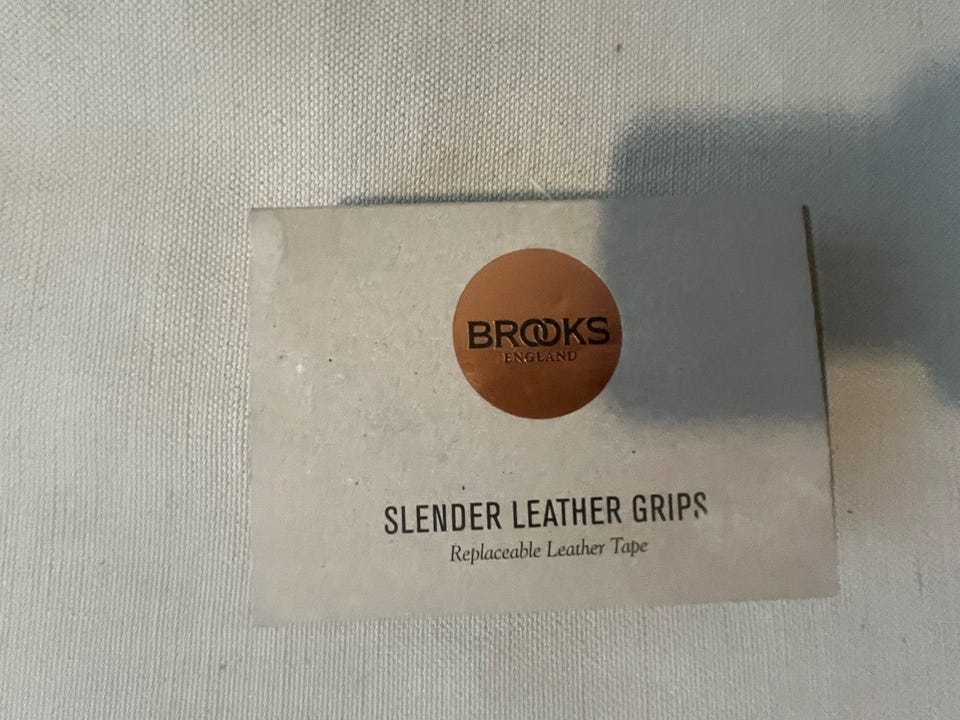 BROOKS
ENGLAND
SLENDER LEATHER GRIPS
Replaceable Leather Tape